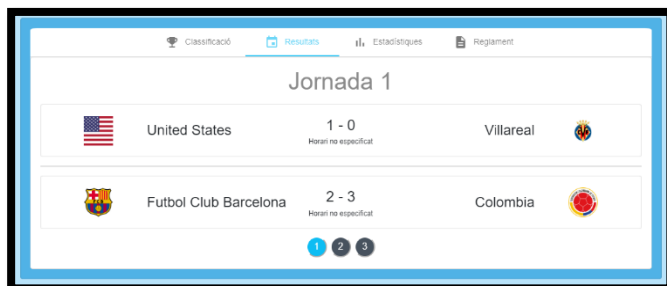 Classificació Resultats Estadístiques Reglament
Jornada 1
United States 1 - 0 Villareal
Horari no especificat
Futbol Club Barcelona 2 - 3 Colombia
Horari no especificat
1 2 3